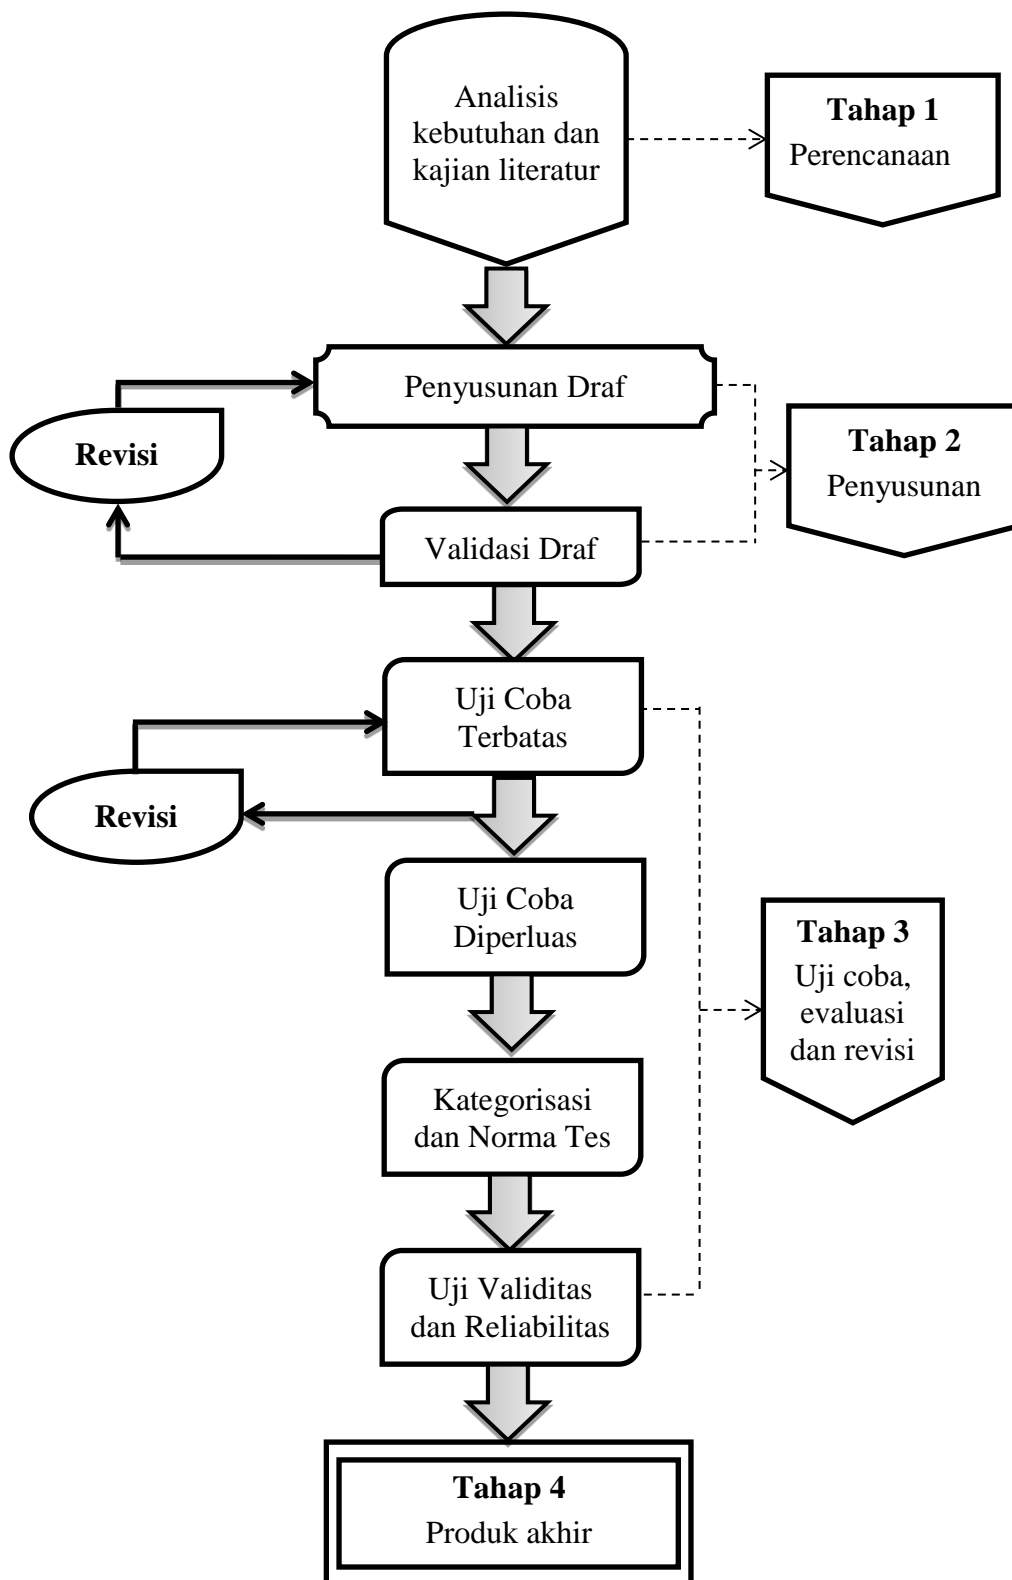 Analisis
kebutuhan dan
kajian literatur
Tahap 1
Perencanaan
Penyusunan Draf
Revisi
Tahap 2
Penyusunan
Validasi Draf
Uji Coba
Terbatas
Revisi
Uji Coba
Diperluas
Tahap 3
Uji coba,
evaluasi
dan revisi
Kategorisasi
dan Norma Tes
Uji Validitas
dan Reliabilitas
Tahap 4
Produk akhir